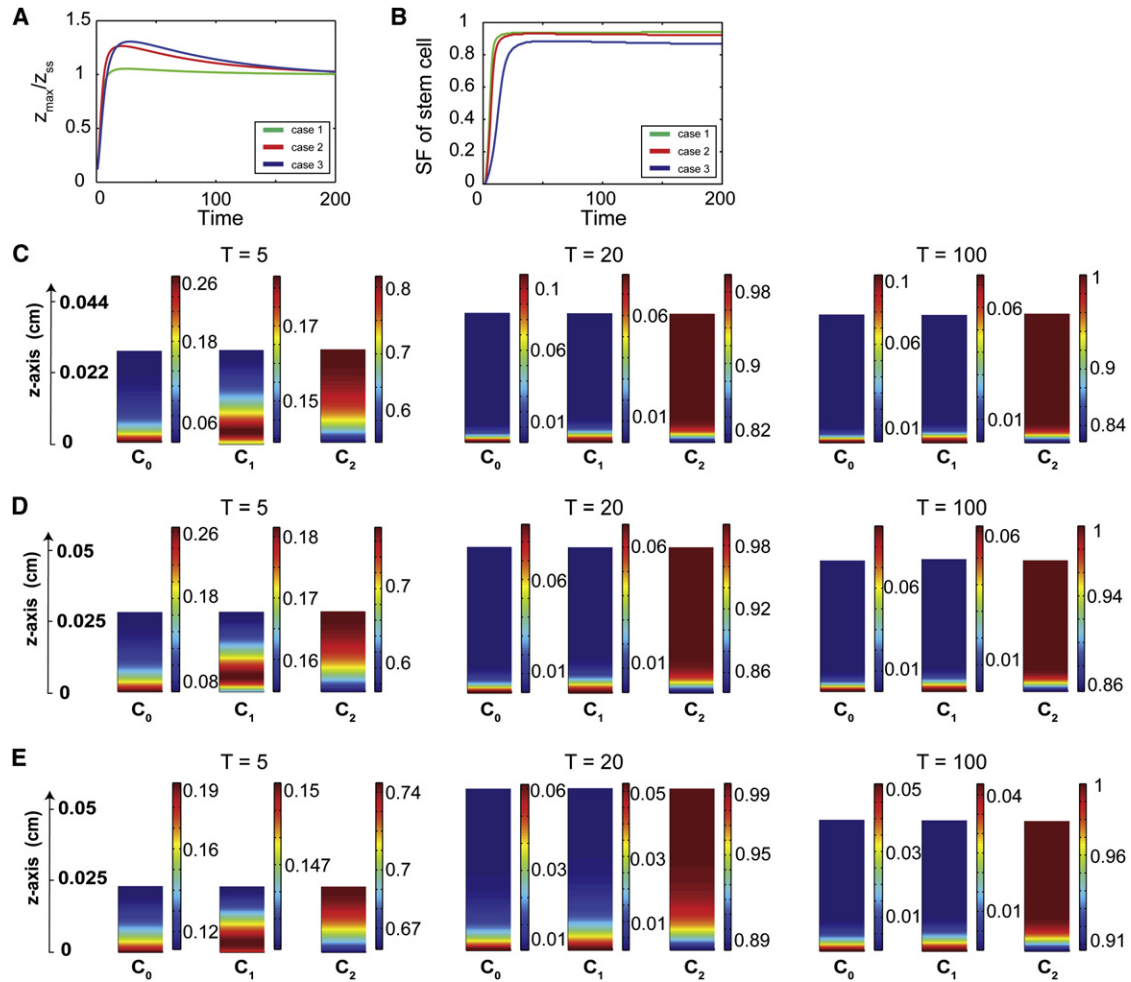 A
z_max/z_ss
1.5
1
0.5
0
0
100
200
Time
case 1
case 2
case 3
B
SF of stem cell
1
0.8
0.6
0.4
0.2
0
0
100
200
Time
case 1
case 2
case 3
C
T = 5
T = 20
T = 100
z-axis (cm)
0.044
0.022
0
0.26
0.18
0.06
0.17
0.15
0.8
0.7
0.6
0.1
0.06
0.01
0.06
0.01
0.98
0.9
0.82
0.1
0.06
0.01
0.06
0.01
1
0.9
0.84
C₀
C₁
C₂
C₀
C₁
C₂
C₀
C₁
C₂
D
T = 5
T = 20
T = 100
z-axis (cm)
0.05
0.025
0
0.26
0.18
0.08
0.18
0.17
0.16
0.7
0.6
0.06
0.01
0.06
0.01
0.98
0.92
0.86
0.06
0.01
0.06
0.01
1
0.94
0.86
C₀
C₁
C₂
C₀
C₁
C₂
C₀
C₁
C₂
E
T = 5
T = 20
T = 100
z-axis (cm)
0.05
0.025
0
0.19
0.16
0.12
0.15
0.147
0.74
0.7
0.67
0.06
0.03
0.01
0.05
0.03
0.01
0.99
0.95
0.89
0.05
0.03
0.01
0.04
0.01
1
0.96
0.91
C₀
C₁
C₂
C₀
C₁
C₂
C₀
C₁
C₂